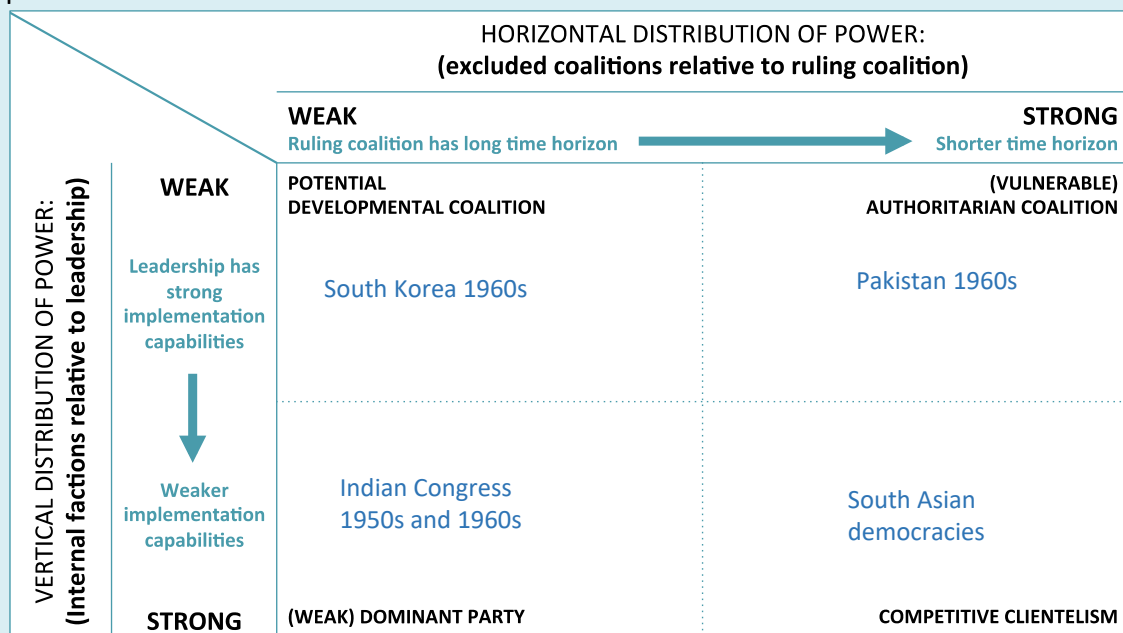 HORIZONTAL DISTRIBUTION OF POWER:
(excluded coalitions relative to ruling coalition)
WEAK
STRONG
Ruling coalition has long time horizon
Shorter time horizon
VERTICAL DISTRIBUTION OF POWER:
(Internal factions relative to leadership)
WEAK
Leadership has
strong
implementation
capabilities
Weaker
implementation
capabilities
STRONG
POTENTIAL
DEVELOPMENTAL COALITION
South Korea 1960s
(VULNERABLE)
AUTHORITARIAN COALITION
Pakistan 1960s
Indian Congress
1950s and 1960s
(WEAK) DOMINANT PARTY
South Asian
democracies
COMPETITIVE CLIENTELISM